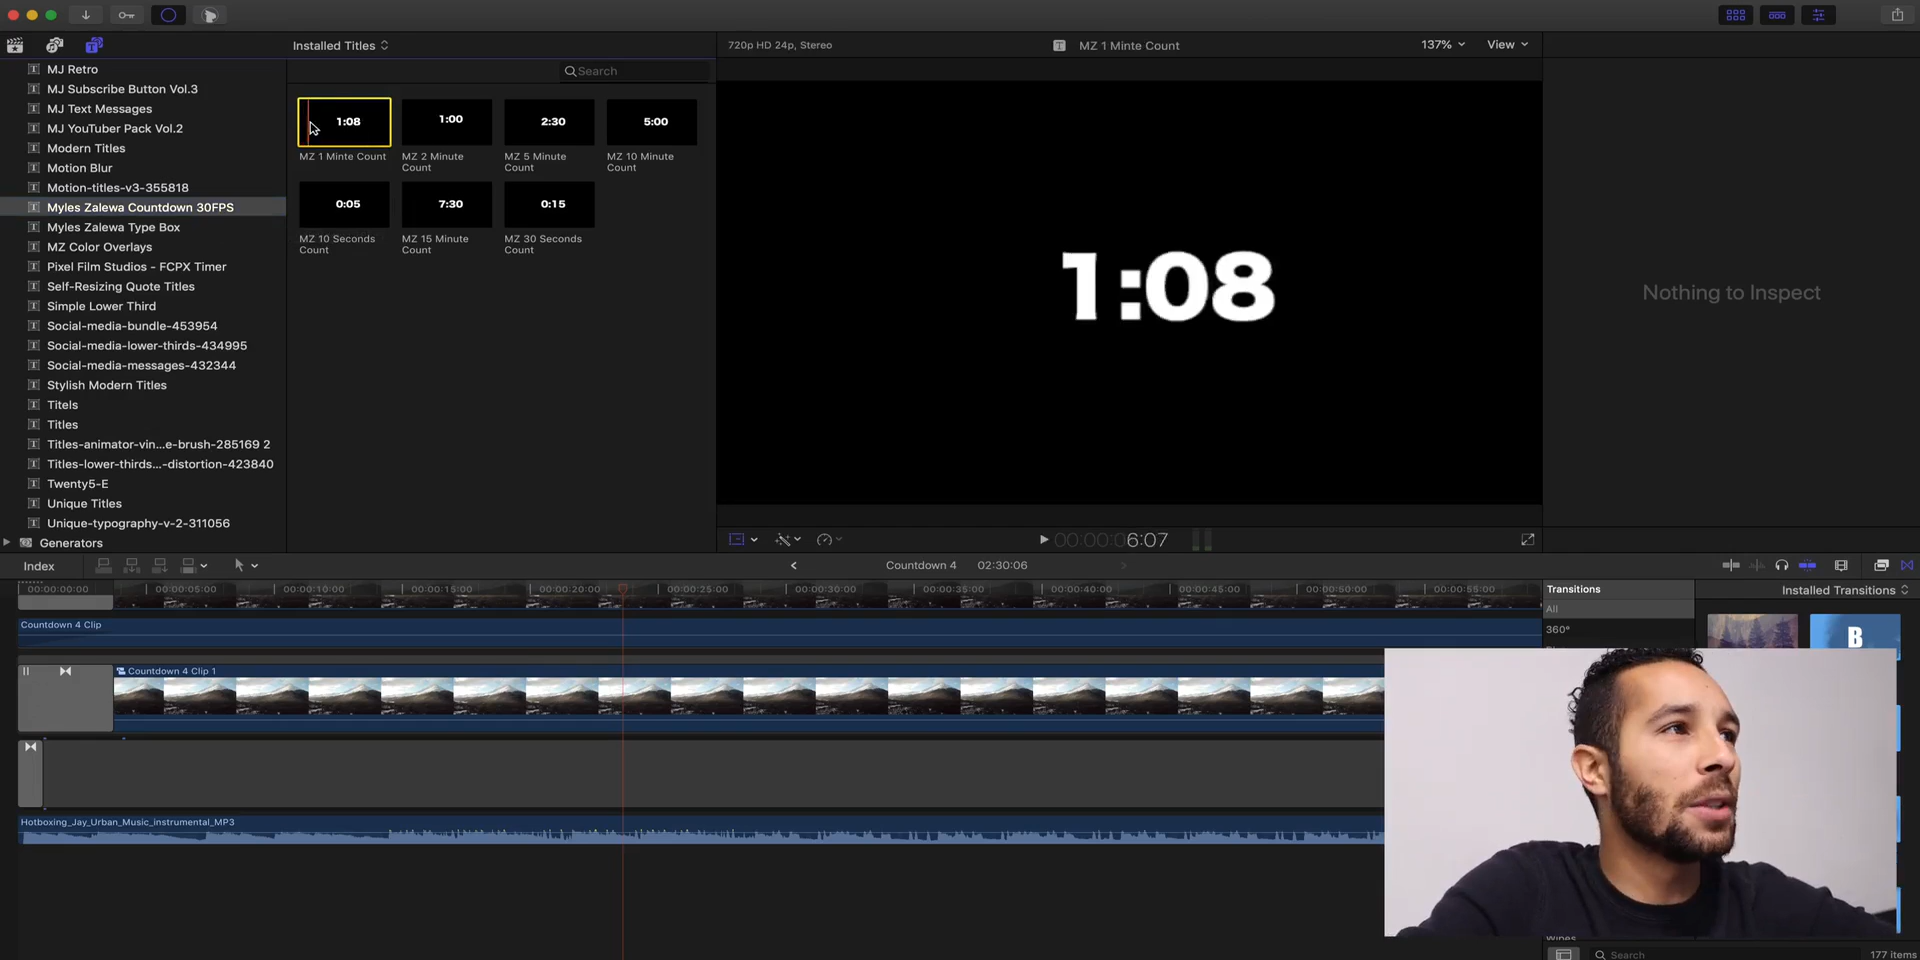 Installed Titles
720p HD 24p, Stereo
MZ 1 Minte Count
137%
View
Search
MJ Retro
MJ Subscribe Button Vol.3
MJ Text Messages
MJ YouTuber Pack Vol.2
Modern Titles
Motion Blur
Motion-titles-v3-355818
Myles Zalewa Countdown 30FPS
Myles Zalewa Type Box
MZ Color Overlays
Pixel Film Studios - FCPX Timer
Self-Resizing Quote Titles
Simple Lower Third
Social-media-bundle-453954
Social-media-lower-thirds-434995
Social-media-messages-432344
Stylish Modern Titles
Titels
Titles
Titles-animator-vin...e-brush-285169 2
Titles-lower-thirds...-distortion-423840
Twenty5-E
Unique Titles
Unique-typography-v-2-311056
Generators
1:08
1:00
2:30
5:00
MZ 1 Minte Count
MZ 2 Minute
Count
MZ 5 Minute
Count
MZ 10 Minute
Count
0:05
7:30
0:15
MZ 10 Seconds
Count
MZ 15 Minute
Count
MZ 30 Seconds
Count
1:08
Nothing to Inspect
00:00:06:07
Index
Countdown 4
02:30:06
00:00:00:00
00:00:05:00
00:00:10:00
00:00:15:00
00:00:20:00
00:00:25:00
00:00:30:00
00:00:35:00
00:00:40:00
00:00:45:00
00:00:50:00
00:00:55:00
Countdown 4 Clip
Countdown 4 Clip 1
Hotboxing_Jay_Urban_Music_instrumental_MP3
Transitions
Installed Transitions
All
360°
B
Wipes
Search
177 items